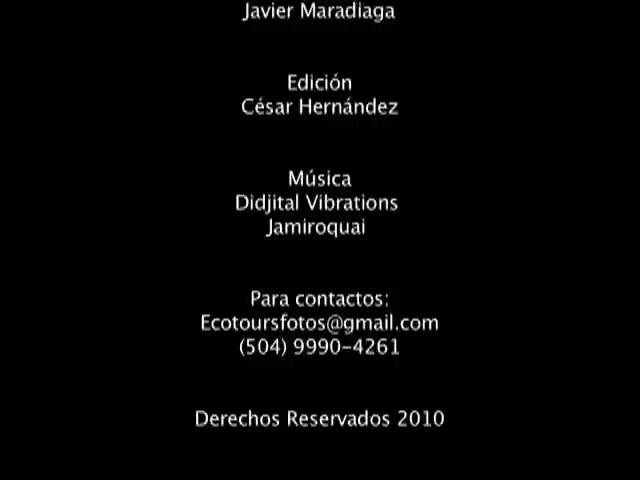 Javier Maradiaga
Edición
César Hernández
Música
Didjital Vibrations
Jamiroquai
Para contactos:
Ecotoursfotos@gmail.com
(504) 9990-4261
Derechos Reservados 2010